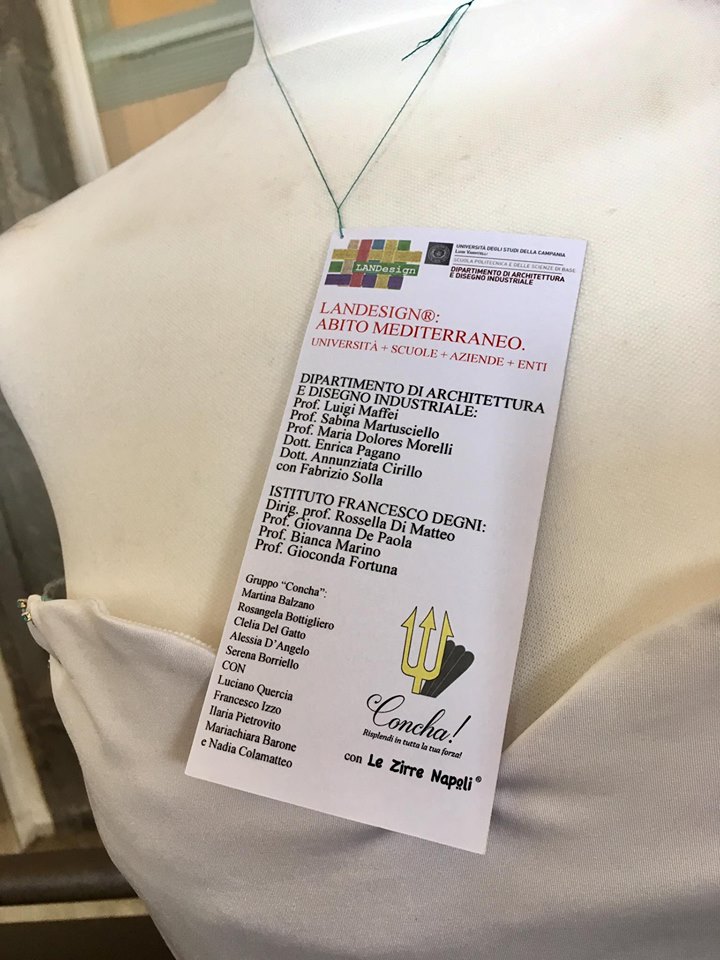 LANDesign
UNIVERSITÀ DEGLI STUDI DELLA CAMPANIA
LUIGI VANVITELLI
SCUOLA POLITECNICA E DELLE SCIENZE DI BASE
DIPARTIMENTO DI ARCHITETTURA
E DISEGNO INDUSTRIALE
LANDESIGN®:
ABITO MEDITERRANEO.
UNIVERSITÀ + SCUOLE + AZIENDE + ENTI
DIPARTIMENTO DI ARCHITETTURA
E DISEGNO INDUSTRIALE:
Prof. Luigi Maffei
Prof. Sabina Martusciello
Prof. Maria Dolores Morelli
Dott. Enrica Pagano
Dott. Annunziata Cirillo
con Fabrizio Solla
ISTITUTO FRANCESCO DEGNI:
Dirig. prof. Rossella Di Matteo
Prof. Giovanna De Paola
Prof. Bianca Marino
Prof. Gioconda Fortuna
Gruppo “Concha”:
Martina Balzano
Rosangela Bottigliero
Clelia Del Gatto
Alessia D’Angelo
Serena Borriello
CON
Luciano Quercia
Francesco Izzo
Ilaria Pietrovito
Mariachiara Barone
e Nadia Colamatteo
Concha!
Risplendi in tutta la tua forza!
con Le Zirre Napoli®